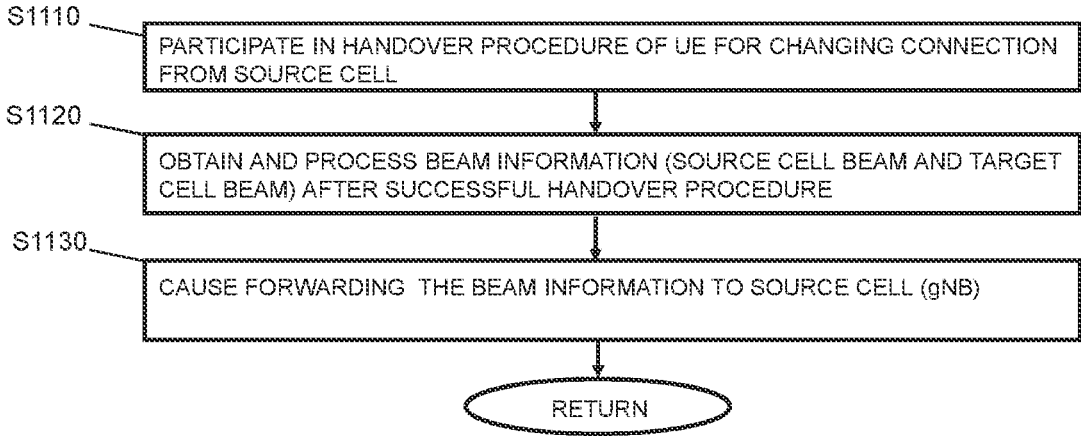 S1110
PARTICIPATE IN HANDOVER PROCEDURE OF UE FOR CHANGING CONNECTION
FROM SOURCE CELL
S1120
OBTAIN AND PROCESS BEAM INFORMATION (SOURCE CELL BEAM AND TARGET
CELL BEAM) AFTER SUCCESSFUL HANDOVER PROCEDURE
S1130
CAUSE FORWARDING THE BEAM INFORMATION TO SOURCE CELL (gNB)
RETURN